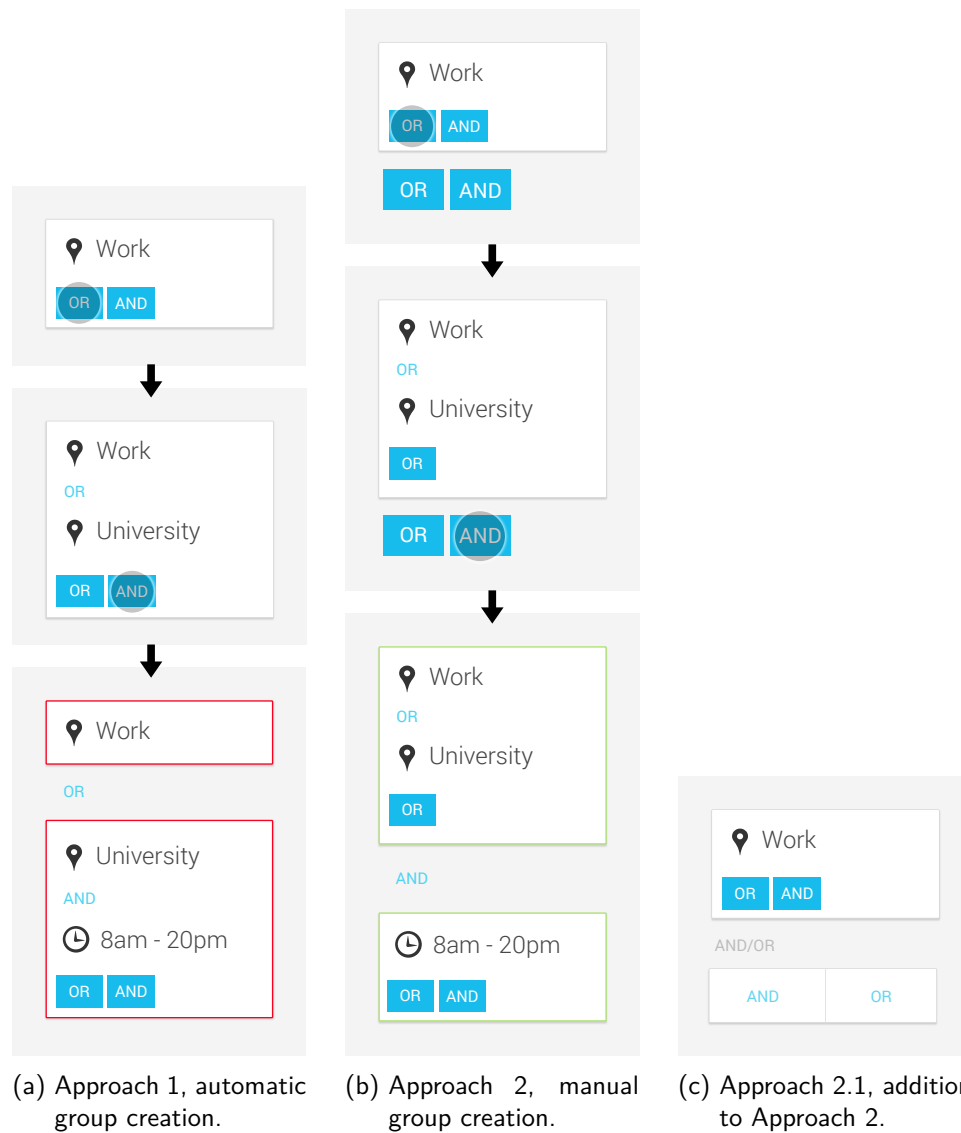 Work
OR AND
Work
OR
University
OR AND
Work
OR
University
AND
8am - 20pm
OR AND
(a) Approach 1, automatic
group creation.
Work
OR AND
OR AND
Work
OR
University
OR
OR AND
Work
OR
University
OR
AND
8am - 20pm
OR AND
(b) Approach 2, manual
group creation.
Work
OR AND
AND/OR
AND OR
(c) Approach 2.1, addition
to Approach 2.